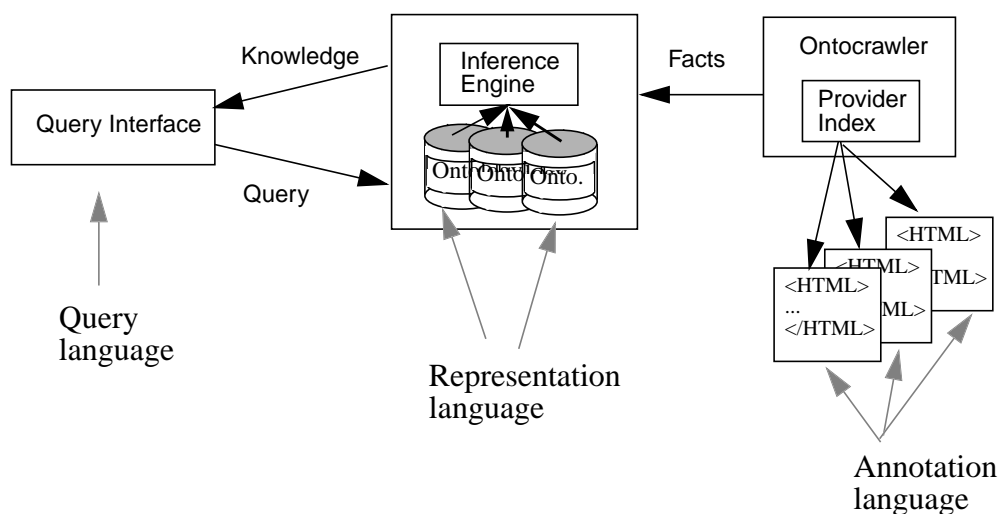 Knowledge
Query Interface
Query
Inference
Engine
Onto.
Facts
Ontocrawler
Provider
Index
<HTML>
<HTML>
<HTML>
...
</HTML>
Query
language
Representation
language
Annotation
language